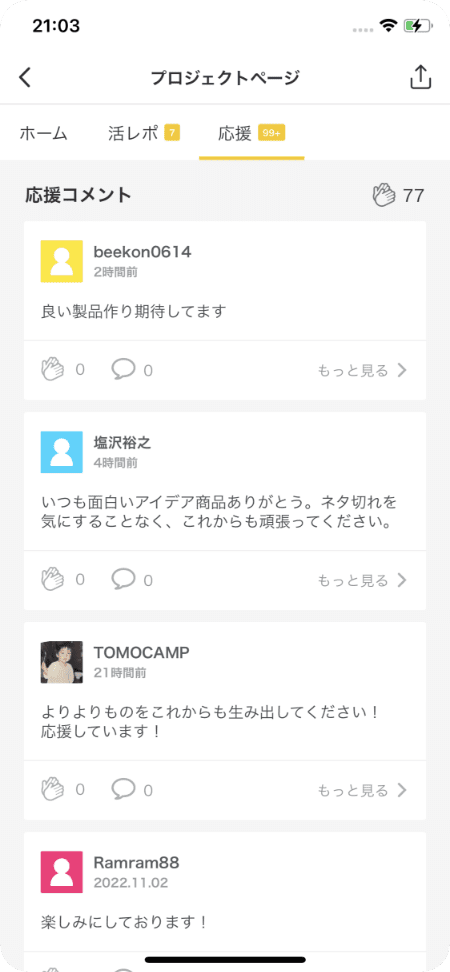 21:03
プロジェクトページ
ホーム 活レポ 7 応援 99+
応援コメント 77
beekon0614
2時間前
良い製品作り期待してます
0 0 もっと見る
塩沢裕之
4時間前
いつも面白いアイデア商品ありがとう。ネタ切れを
気にすることなく、これからも頑張ってください。
0 0 もっと見る
TOMOCAMP
21時間前
よりよりものをこれからも生み出してください！
応援しています！
0 0 もっと見る
Ramram88
2022.11.02
楽しみにしております！